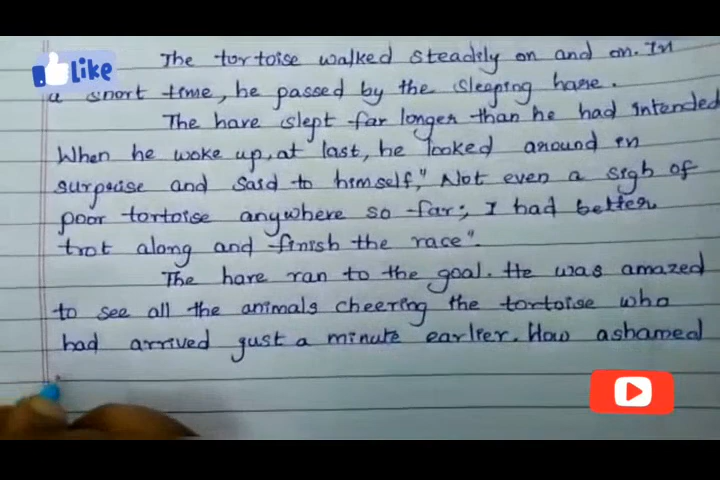 Like
The tortoise walked steadily on and on. In
a short time, he passed by the sleeping hare.
The hare slept far longer than he had intended
When he woke up, at last, he looked around in
surprise and said to himself," Not even a sigh of
poor tortoise anywhere so far; I had better
trot along and finish the race".
The hare ran to the goal. He was amazed
to see all the animals cheering the tortoise who
had arrived just a minute earlier. How ashamed